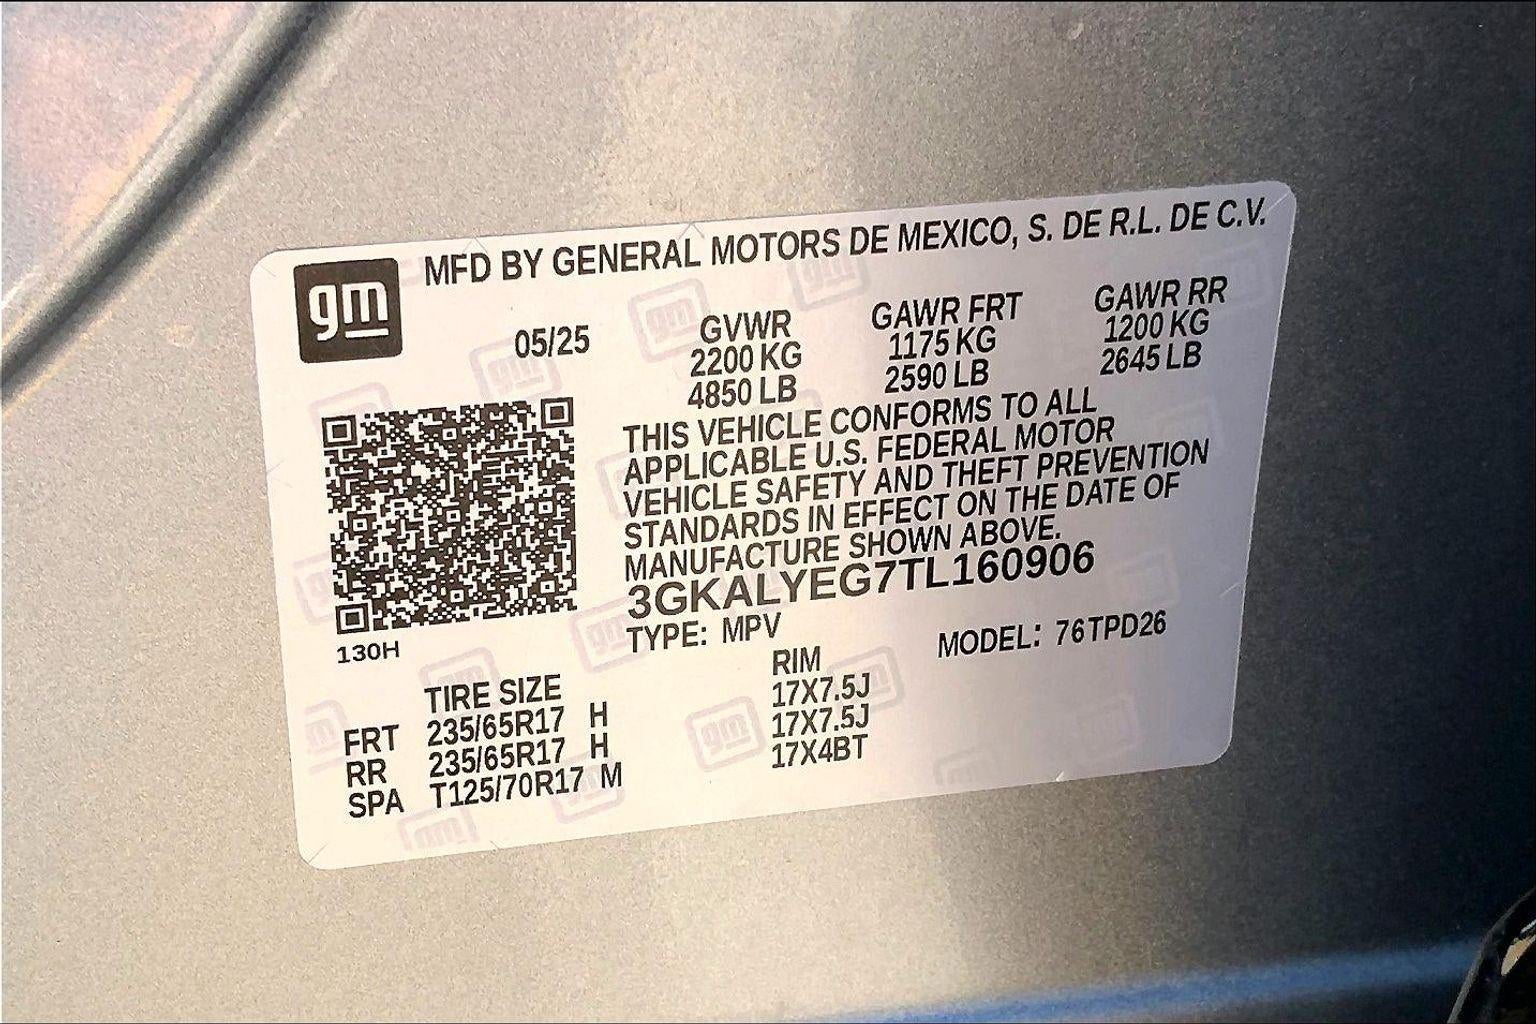 gm MFD BY GENERAL MOTORS DE MEXICO, S. DE R.L. DE C.V.
05/25
GVWR GAWR FRT GAWR RR
2200 KG 1175 KG 1200 KG
4850 LB 2590 LB 2645 LB
THIS VEHICLE CONFORMS TO ALL
APPLICABLE U.S. FEDERAL MOTOR
VEHICLE SAFETY AND THEFT PREVENTION
STANDARDS IN EFFECT ON THE DATE OF
MANUFACTURE SHOWN ABOVE.
3GKALYEG7TL160906
TYPE: MPV MODEL: 76TPD26
130H
TIRE SIZE RIM
FRT 235/65R17 H 17X7.5J
RR 235/65R17 H 17X7.5J
SPA T125/70R17 M 17X4BT